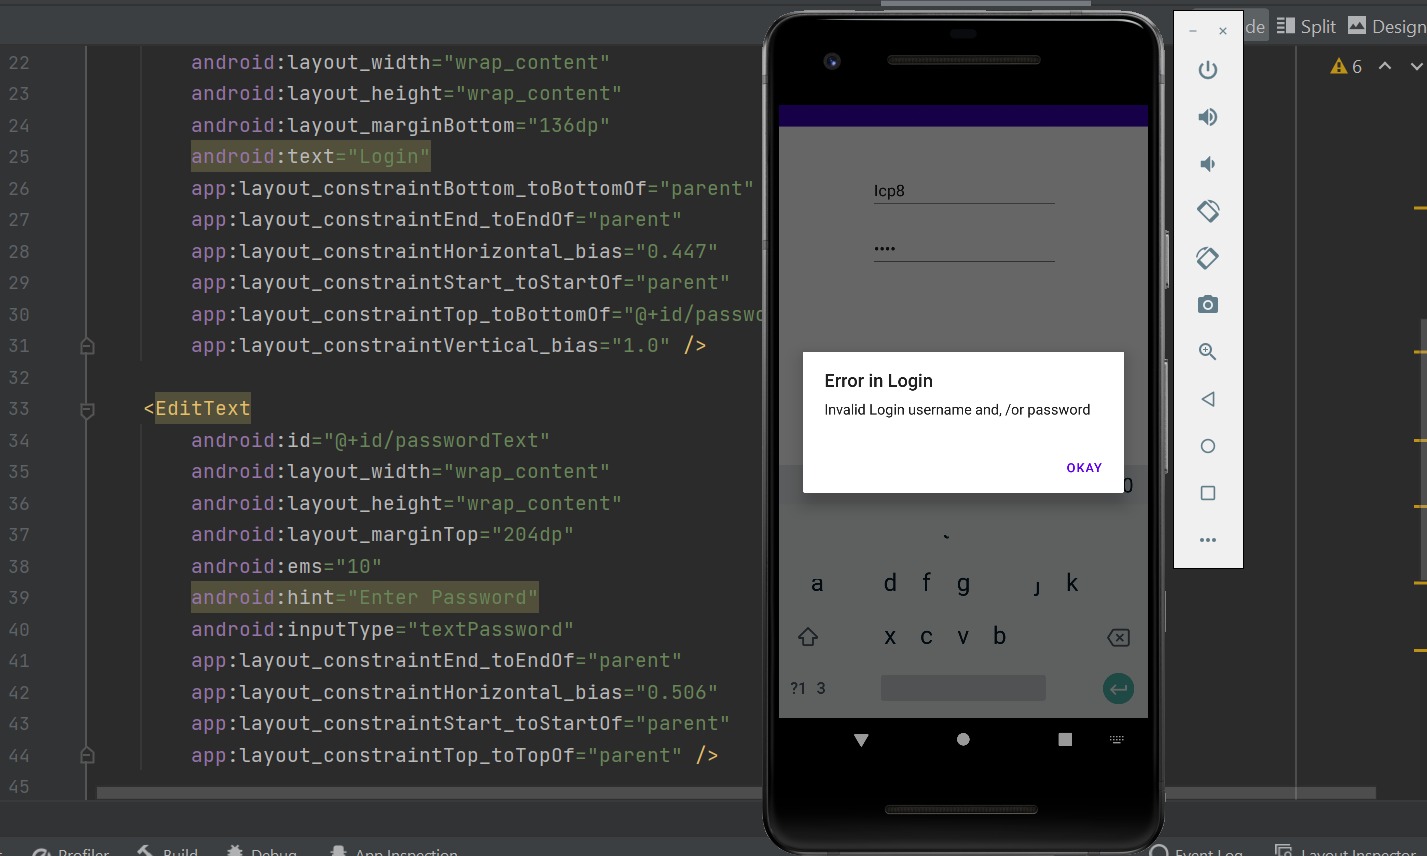 de Split Design
22 android:layout_width="wrap_content"
23 android:layout_height="wrap_content"
24 android:layout_marginBottom="136dp"
25 android:text="Login"
26 app:layout_constraintBottom_toBottomOf="parent"
27 app:layout_constraintEnd_toEndOf="parent"
28 app:layout_constraintHorizontal_bias="0.447"
29 app:layout_constraintStart_toStartOf="parent"
30 app:layout_constraintTop_toBottomOf="@+id/passwo
31 app:layout_constraintVertical_bias="1.0" />
32
33 <EditText
34 android:id="@+id/passwordText"
35 android:layout_width="wrap_content"
36 android:layout_height="wrap_content"
37 android:layout_marginTop="204dp"
38 android:ems="10"
39 android:hint="Enter Password"
40 android:inputType="textPassword"
41 app:layout_constraintEnd_toEndOf="parent"
42 app:layout_constraintHorizontal_bias="0.506"
43 app:layout_constraintStart_toStartOf="parent"
44 app:layout_constraintTop_toTopOf="parent" />
45
6
••••
Error in Login
Invalid Login username and, /or password
OKAY
0
a d f g j k
x c v b
?1 3
Profiler Build Debug App Inspection Event Log Layout Inspector